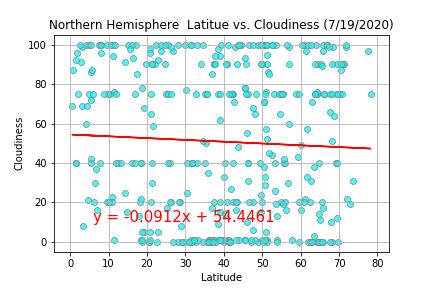 Northern Hemisphere  Latitue vs. Cloudiness (7/19/2020)
100
80
60
40
20
0
Cloudiness
y = -0.0912x + 54.4461
0 10 20 30 40 50 60 70 80
Latitude